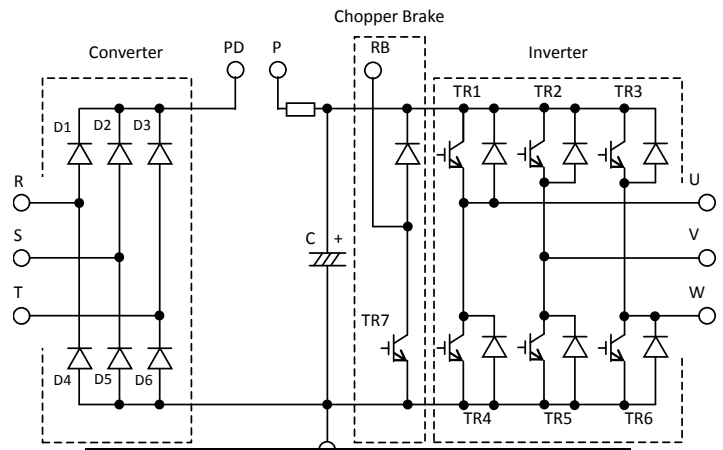 Chopper Brake
Converter
PD
P
RB
Inverter
TR1
TR2
TR3
D1
D2
D3
R
U
S
C
+
V
T
W
TR7
D4
D5
D6
TR4
TR5
TR6